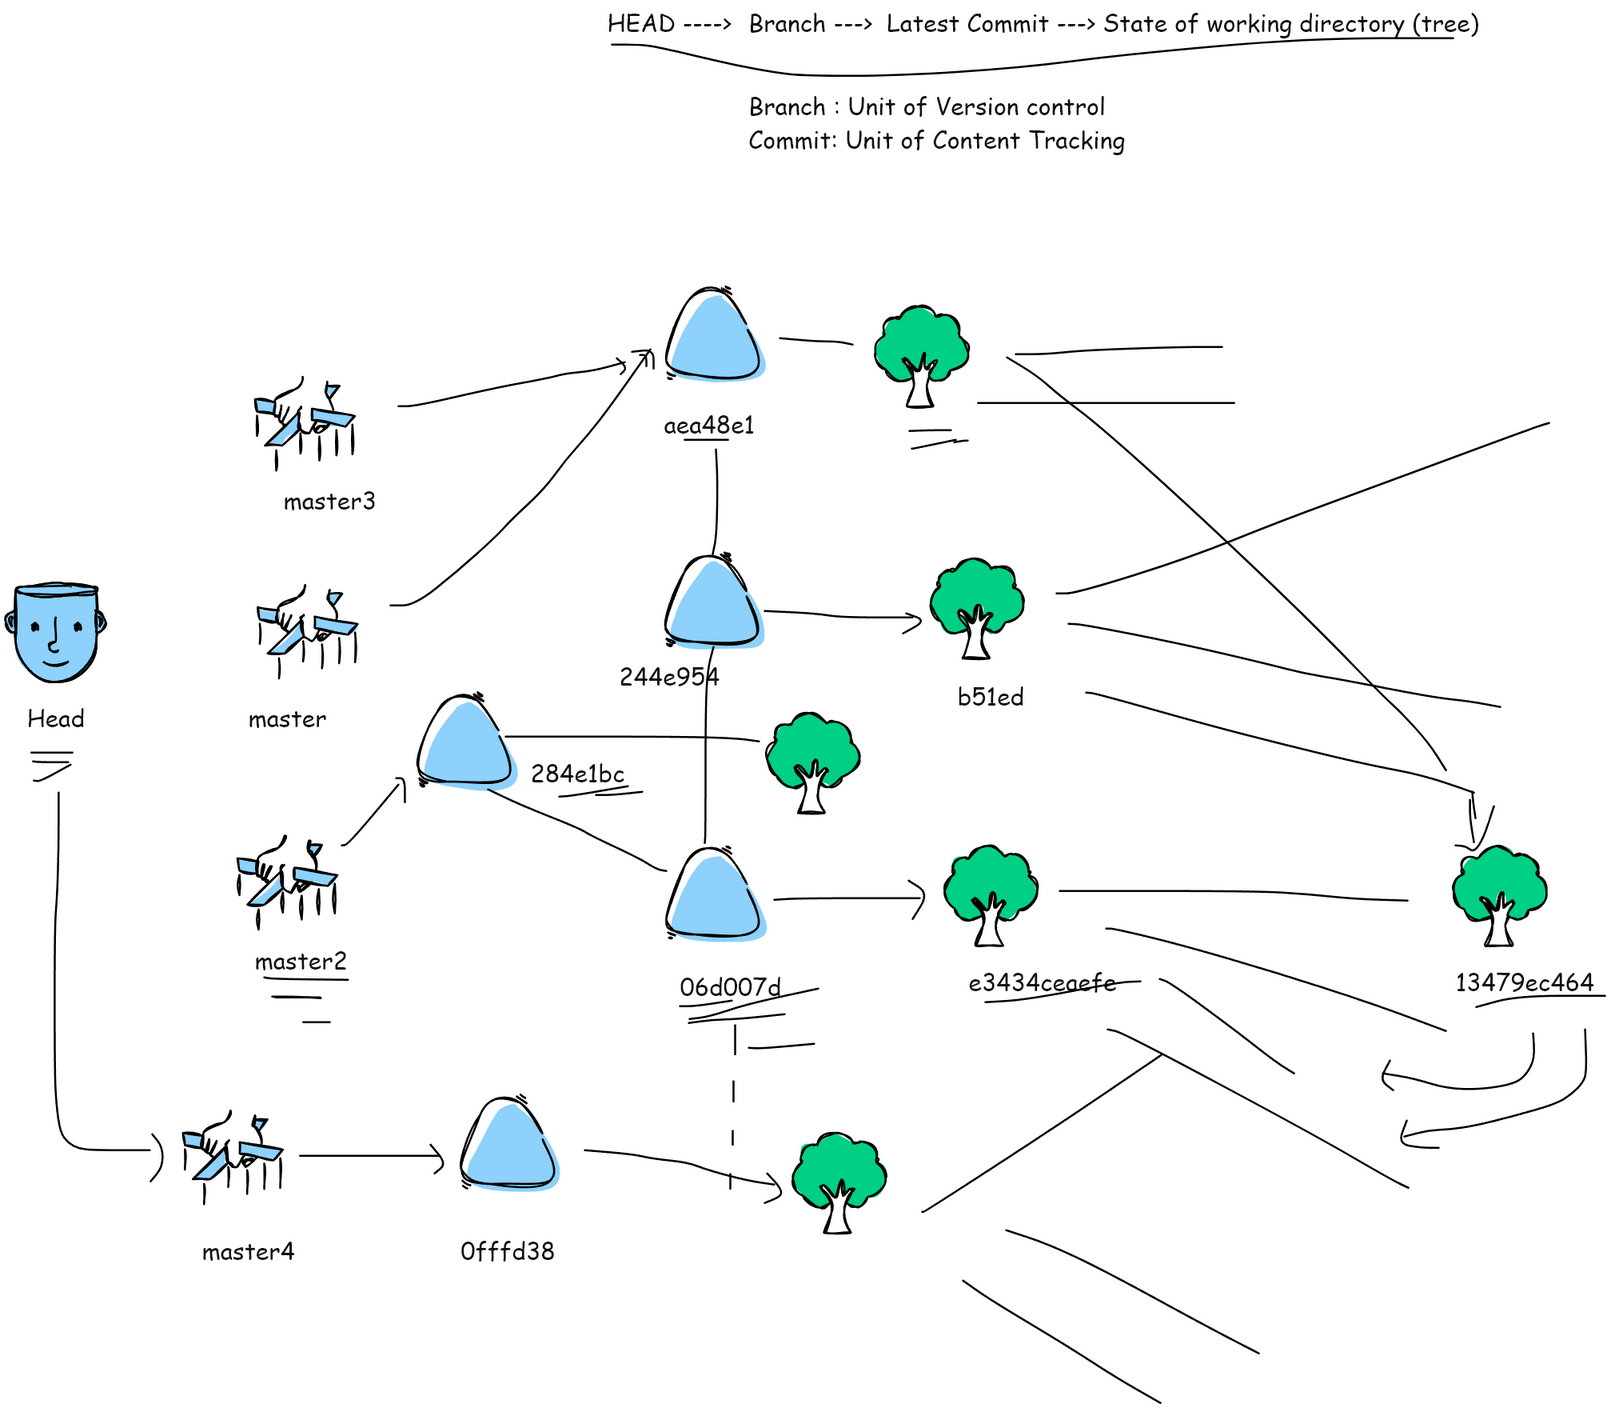 HEAD ----> Branch ---> Latest Commit ---> State of working directory (tree)
Branch : Unit of Version control
Commit: Unit of Content Tracking
aea48e1
master3
244e954
b51ed
Head
master
284e1bc
master2
06d007d
e3434ceaefe
13479ec464
master4
0fffd38